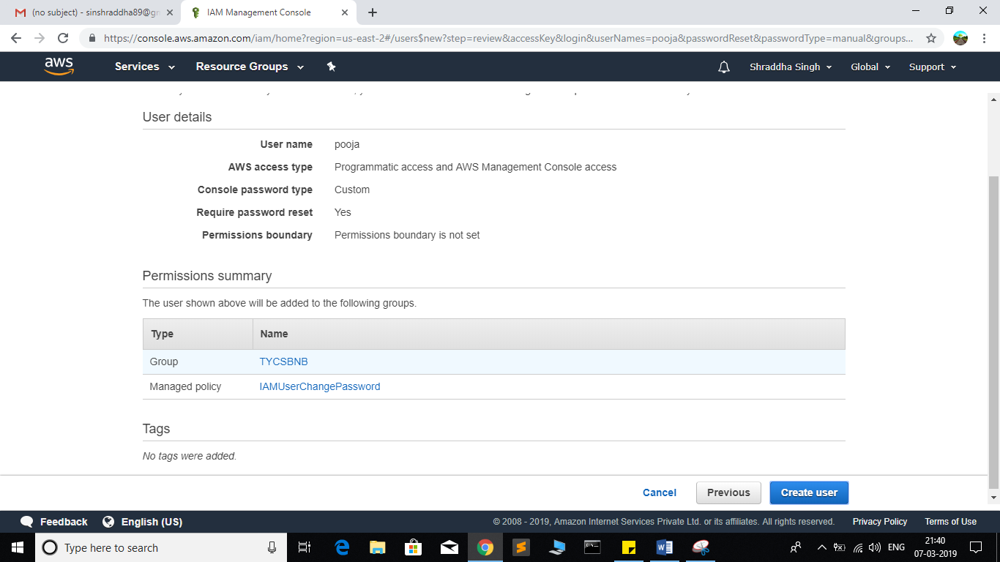 (no subject) - sinshraddha89@gn
IAM Management Console
https://console.aws.amazon.com/iam/home?region=us-east-2#/users$new?step=review&accessKey&login&userNames=pooja&passwordReset&passwordType=manual&groups...
aws
Services
Resource Groups
Shraddha Singh
Global
Support
User details
User name pooja
AWS access type Programmatic access and AWS Management Console access
Console password type Custom
Require password reset Yes
Permissions boundary Permissions boundary is not set
Permissions summary
The user shown above will be added to the following groups.
Type Name
Group TYCSBNB
Managed policy IAMUserChangePassword
Tags
No tags were added.
Cancel Previous Create user
Feedback English (US) © 2008 - 2019, Amazon Internet Services Private Ltd. or its affiliates. All rights reserved. Privacy Policy Terms of Use
Type here to search
ENG
21:40
07-03-2019